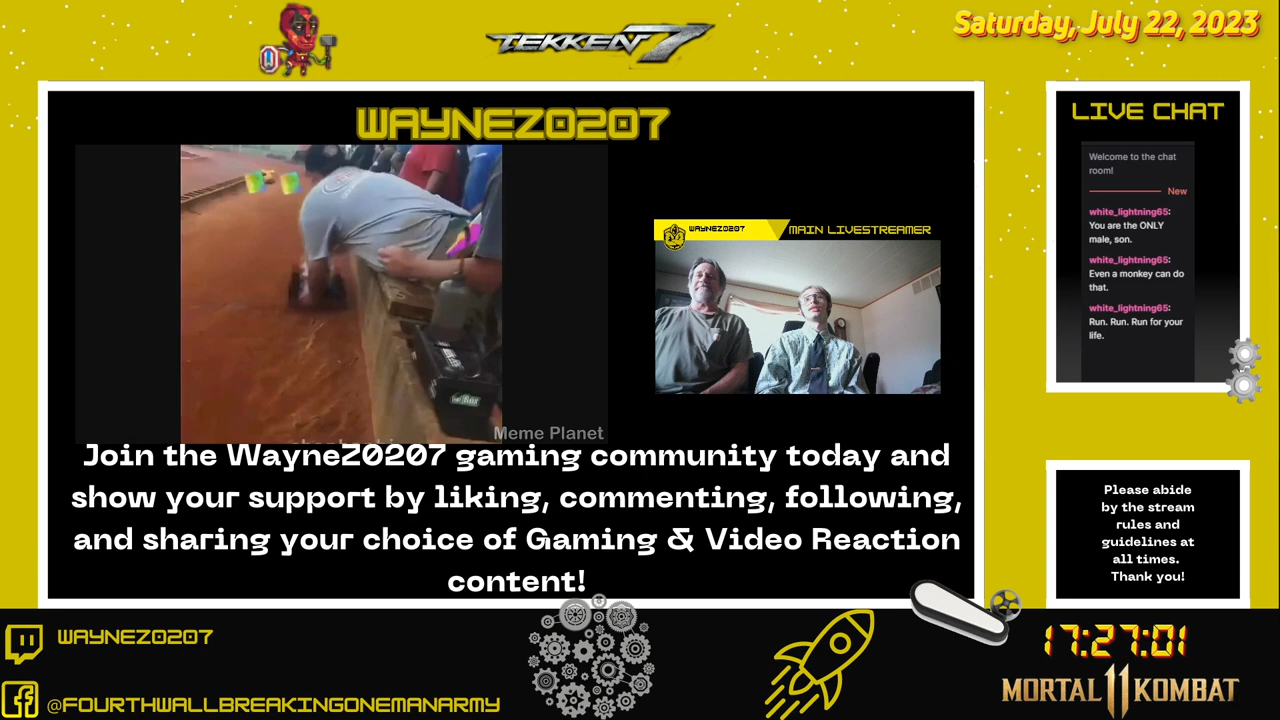 TEKKEN 7
Saturday, July 22, 2023
WAYNEZ0207
LIVE CHAT
Welcome to the chat
room!
New
white_lightning65:
You are the ONLY
male, son.
white_lightning65:
Even a monkey can do
that.
white_lightning65:
Run. Run. Run for your
life.
WAYNEZ0207
MAIN LIVESTREAMER
Meme Planet
Join the WayneZ0207 gaming community today and
show your support by liking, commenting, following,
and sharing your choice of Gaming & Video Reaction
content!
Please abide
by the stream
rules and
guidelines at
all times.
Thank you!
WAYNEZ0207
@FOURTHWALLBREAKINGONEMANARMY
17:27:01
MORTAL KOMBAT 11